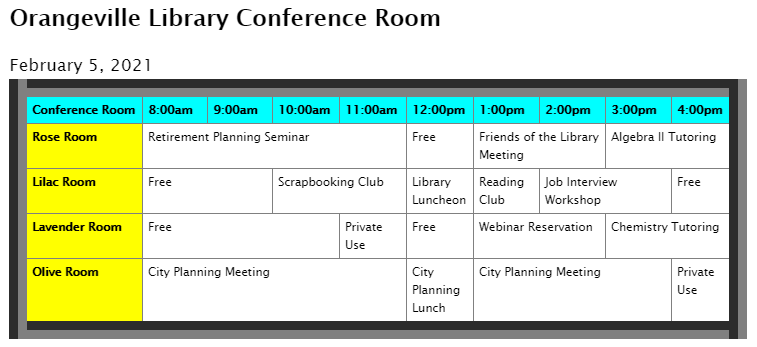 Orangeville Library Conference Room
February 5, 2021
Conference Room 8:00am 9:00am 10:00am 11:00am 12:00pm 1:00pm 2:00pm 3:00pm 4:00pm
Rose Room Retirement Planning Seminar Free Friends of the Library Algebra II Tutoring
Meeting
Lilac Room Free Scrapbooking Club Library Reading Job Interview Free
Luncheon Club Workshop
Lavender Room Free Private Free Webinar Reservation Chemistry Tutoring
Use
Olive Room City Planning Meeting City City Planning Meeting Private
Planning Use
Lunch